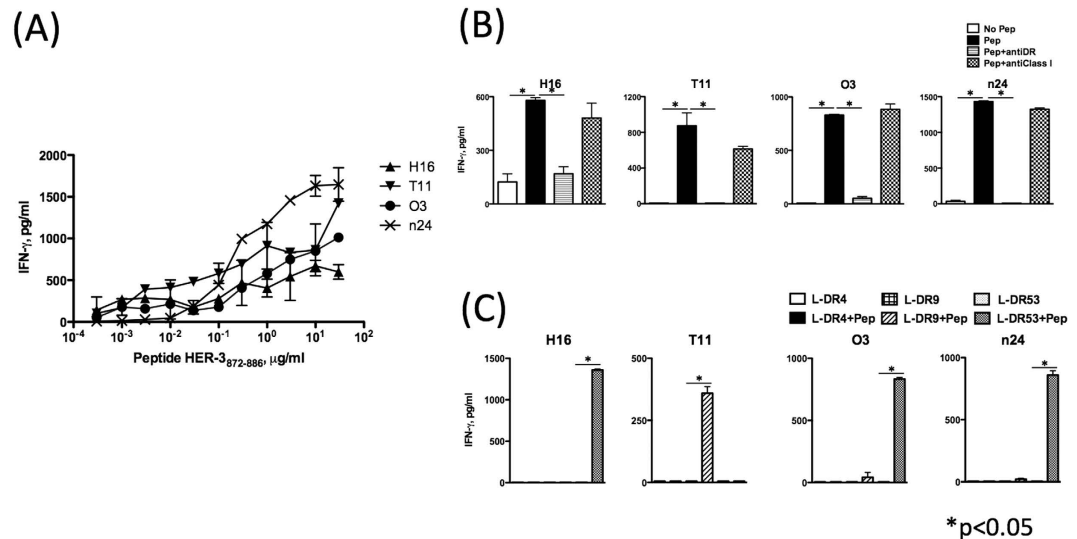 (A)
IFN-γ, pg/ml
2000
1500
1000
500
0
10⁻⁴ 10⁻³ 10⁻² 10⁻¹ 10⁰ 10¹ 10²
Peptide HER-3₈₇₂₋₈₈₆, μg/ml
H16
T11
O3
n24
(B)
No Pep
Pep
Pep+antiDR
Pep+antiClass I
H16
IFN-γ, pg/ml
600
300
0
* *
T11
1200
800
400
0
* *
O3
1000
500
0
* *
n24
1500
1000
500
0
* *
(C)
L-DR4 L-DR9 L-DR53
L-DR4+Pep L-DR9+Pep L-DR53+Pep
H16
IFN-γ, pg/ml
1500
1000
500
0
*
T11
500
250
0
*
O3
1000
500
0
*
n24
1000
500
0
*
*p<0.05